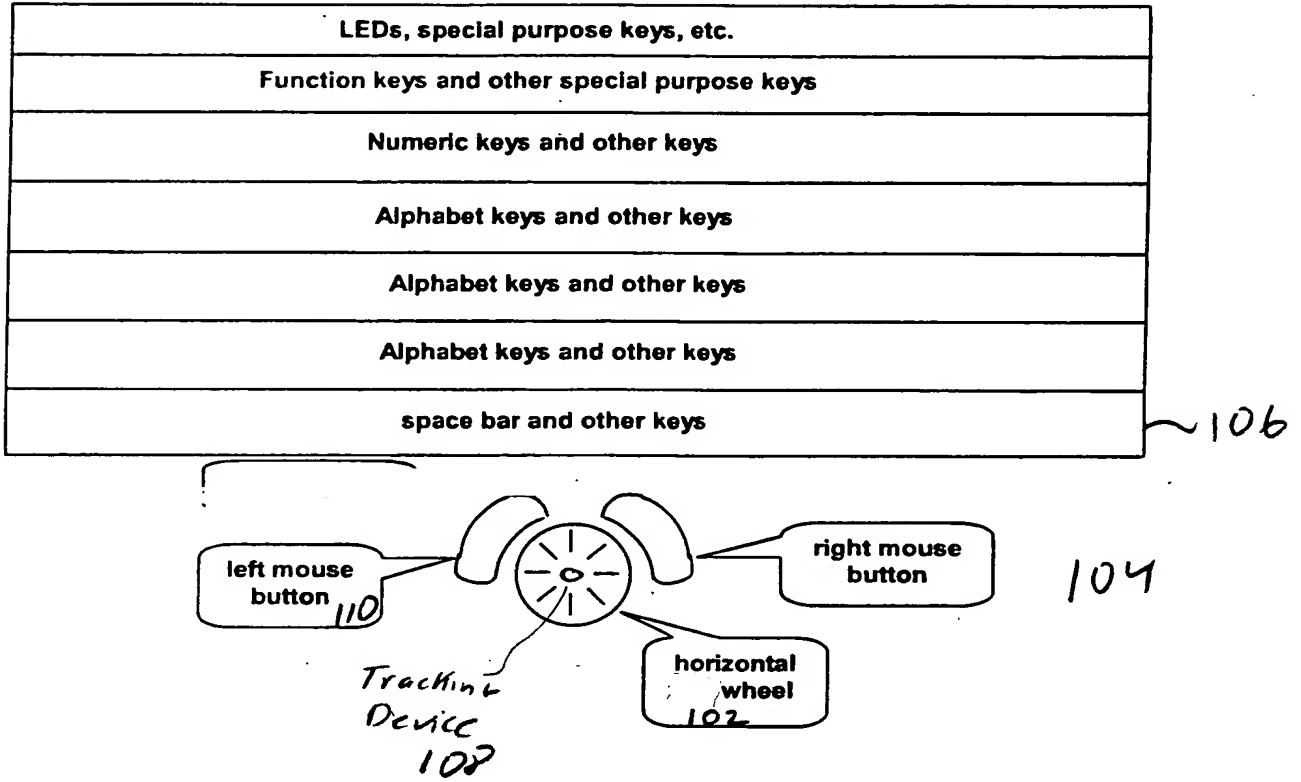 LEDs, special purpose keys, etc.
Function keys and other special purpose keys
Numeric keys and other keys
Alphabet keys and other keys
Alphabet keys and other keys
Alphabet keys and other keys
space bar and other keys
106
left mouse
button
110
right mouse
button
104
horizontal
wheel
102
Tracking
Device
108